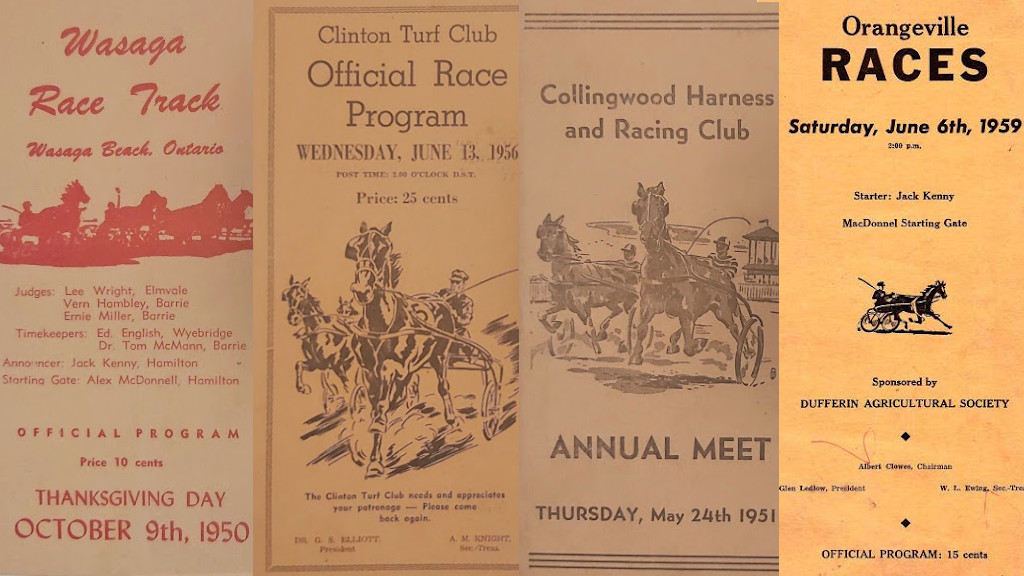 Wasaga
Race Track
Wasaga Beach, Ontario
Judges: Lee Wright, Elmvale
Vern Hambley, Barrie
Ernie Miller, Barrie
Timekeepers: Ed. English, Wyebridge
Dr. Tom McMann, Barrie
Announcer: Jack Kenny, Hamilton
Starting Gate: Alex McDonnell, Hamilton
OFFICIAL PROGRAM
Price 10 cents
THANKSGIVING DAY
OCTOBER 9th, 1950
Clinton Turf Club
Official Race
Program
WEDNESDAY, JUNE 13, 1956
POST TIME: 2.00 O'CLOCK D.S.T.
Price: 25 cents
The Clinton Turf Club needs and appreciates
your patronage — Please come
back again.
DR. G. S. ELLIOTT, A. M. KNIGHT,
President Sec.-Treas.
Collingwood Harness
and Racing Club
ANNUAL MEET
THURSDAY, May 24th 1951
Orangeville
RACES
Saturday, June 6th, 1959
2:00 p.m.
Starter: Jack Kenny
MacDonnel Starting Gate
Sponsored by
DUFFERIN AGRICULTURAL SOCIETY
Albert Clowes, Chairman
Glen Ledlow, President W. L. Ewing, Sec.-Trea
OFFICIAL PROGRAM: 15 cents